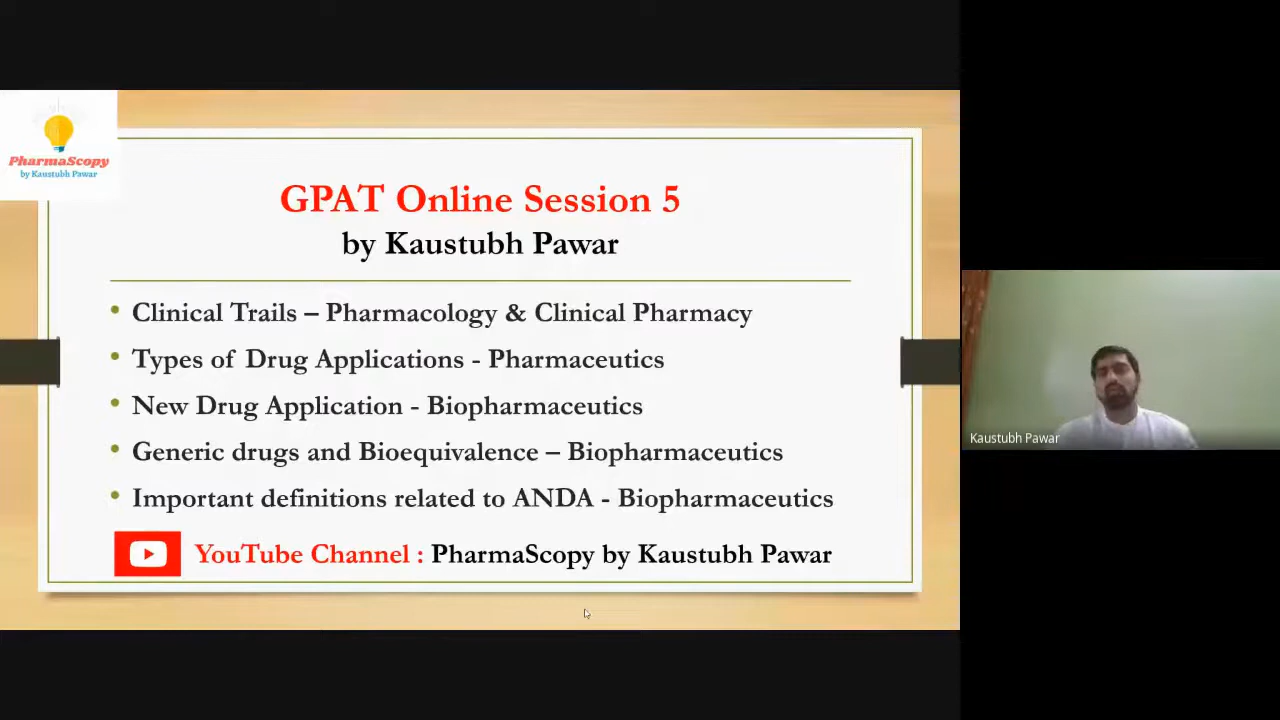 PharmaScopy
by Kaustubh Pawar
GPAT Online Session 5
by Kaustubh Pawar
• Clinical Trails – Pharmacology & Clinical Pharmacy
• Types of Drug Applications - Pharmaceutics
• New Drug Application - Biopharmaceutics
• Generic drugs and Bioequivalence – Biopharmaceutics
• Important definitions related to ANDA - Biopharmaceutics
YouTube Channel : PharmaScopy by Kaustubh Pawar
Kaustubh Pawar